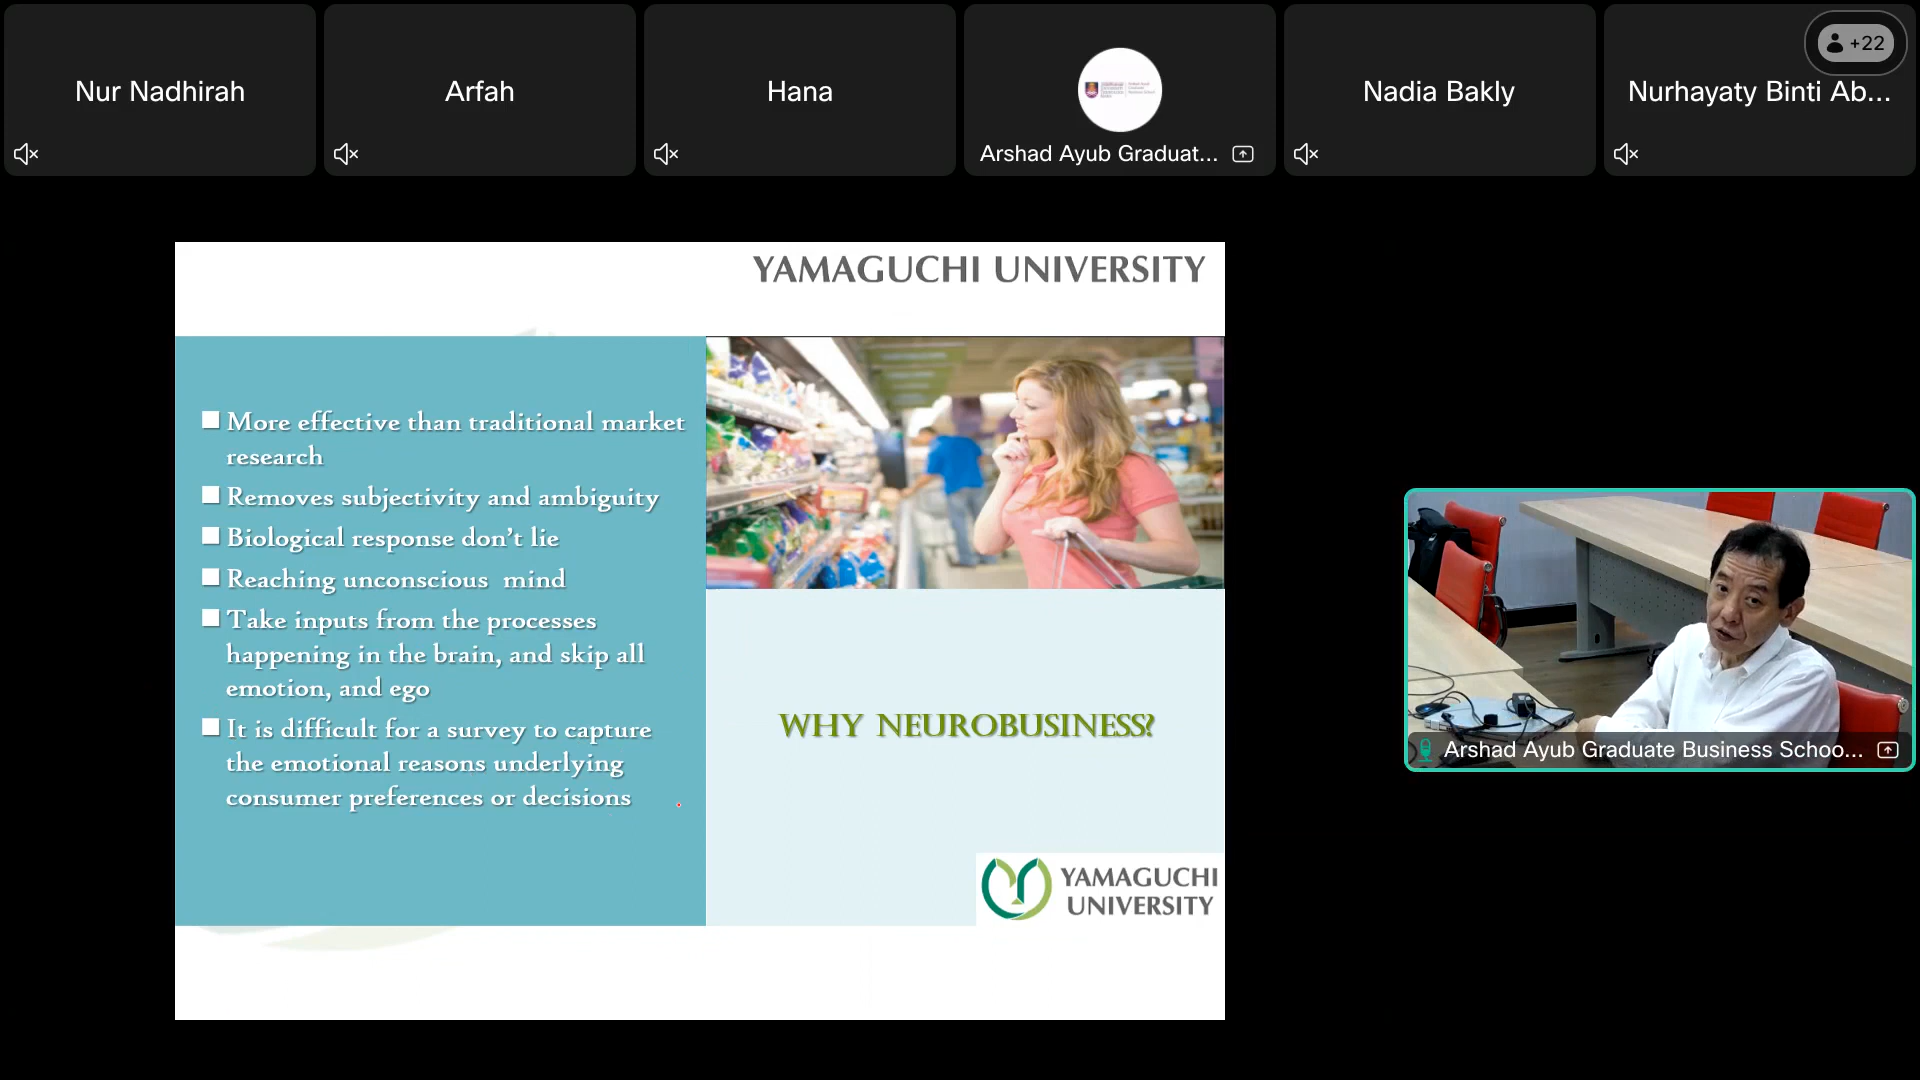 Nur Nadhirah
Arfah
Hana
Arshad Ayub Graduat...
Nadia Bakly
Nurhayaty Binti Ab...
+22
YAMAGUCHI UNIVERSITY
More effective than traditional market
research
Removes subjectivity and ambiguity
Biological response don't lie
Reaching unconscious mind
Take inputs from the processes
happening in the brain, and skip all
emotion, and ego
It is difficult for a survey to capture
the emotional reasons underlying
consumer preferences or decisions
WHY NEUROBUSINESS?
YAMAGUCHI
UNIVERSITY
Arshad Ayub Graduate Business Schoo...